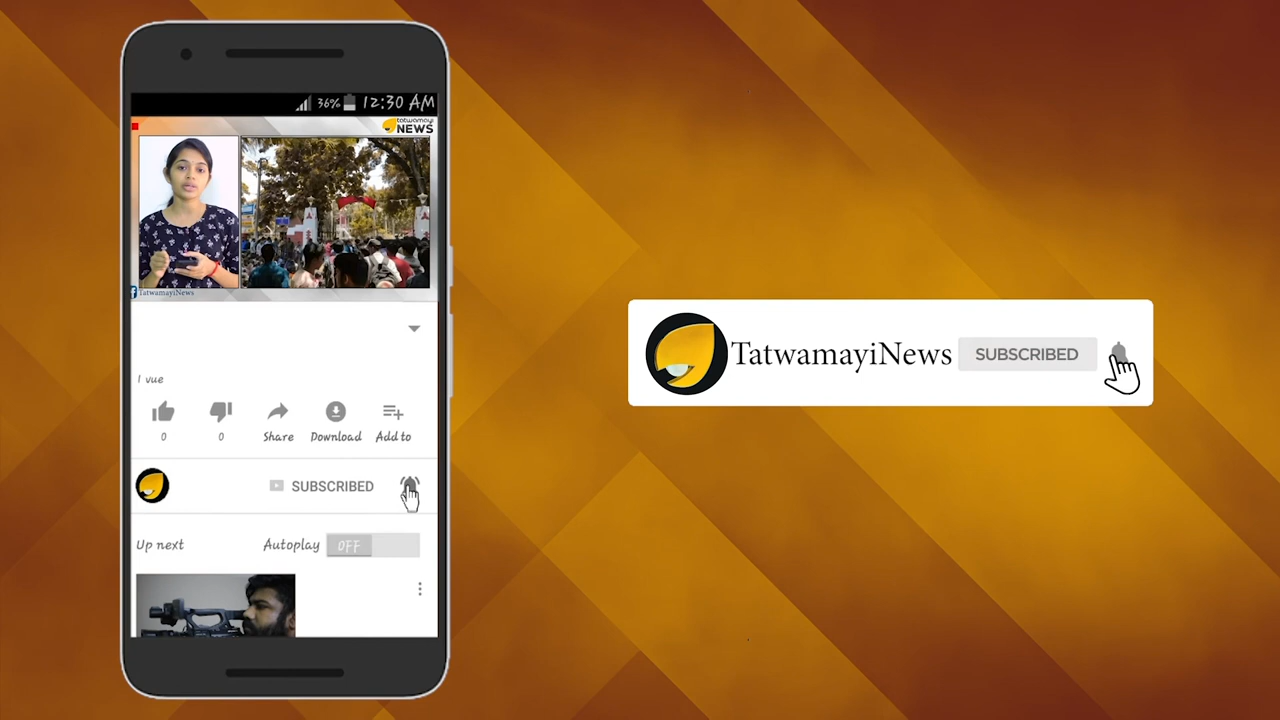 36% 12:30 AM
tatwamayi
NEWS
TatwamayiNews
1 vue
0 0 Share Download Add to
SUBSCRIBED
Up next Autoplay OFF
TatwamayiNews SUBSCRIBED